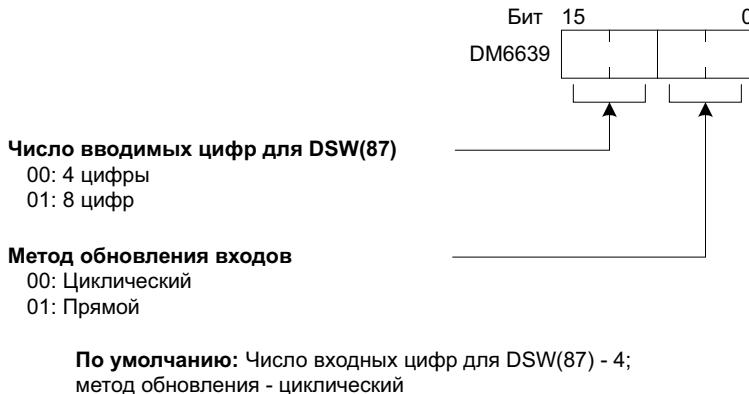 Бит 15 0
DM6639
Число вводимых цифр для DSW(87)
00: 4 цифры
01: 8 цифр
Метод обновления входов
00: Циклический
01: Прямой
По умолчанию: Число входных цифр для DSW(87) - 4;
метод обновления - циклический